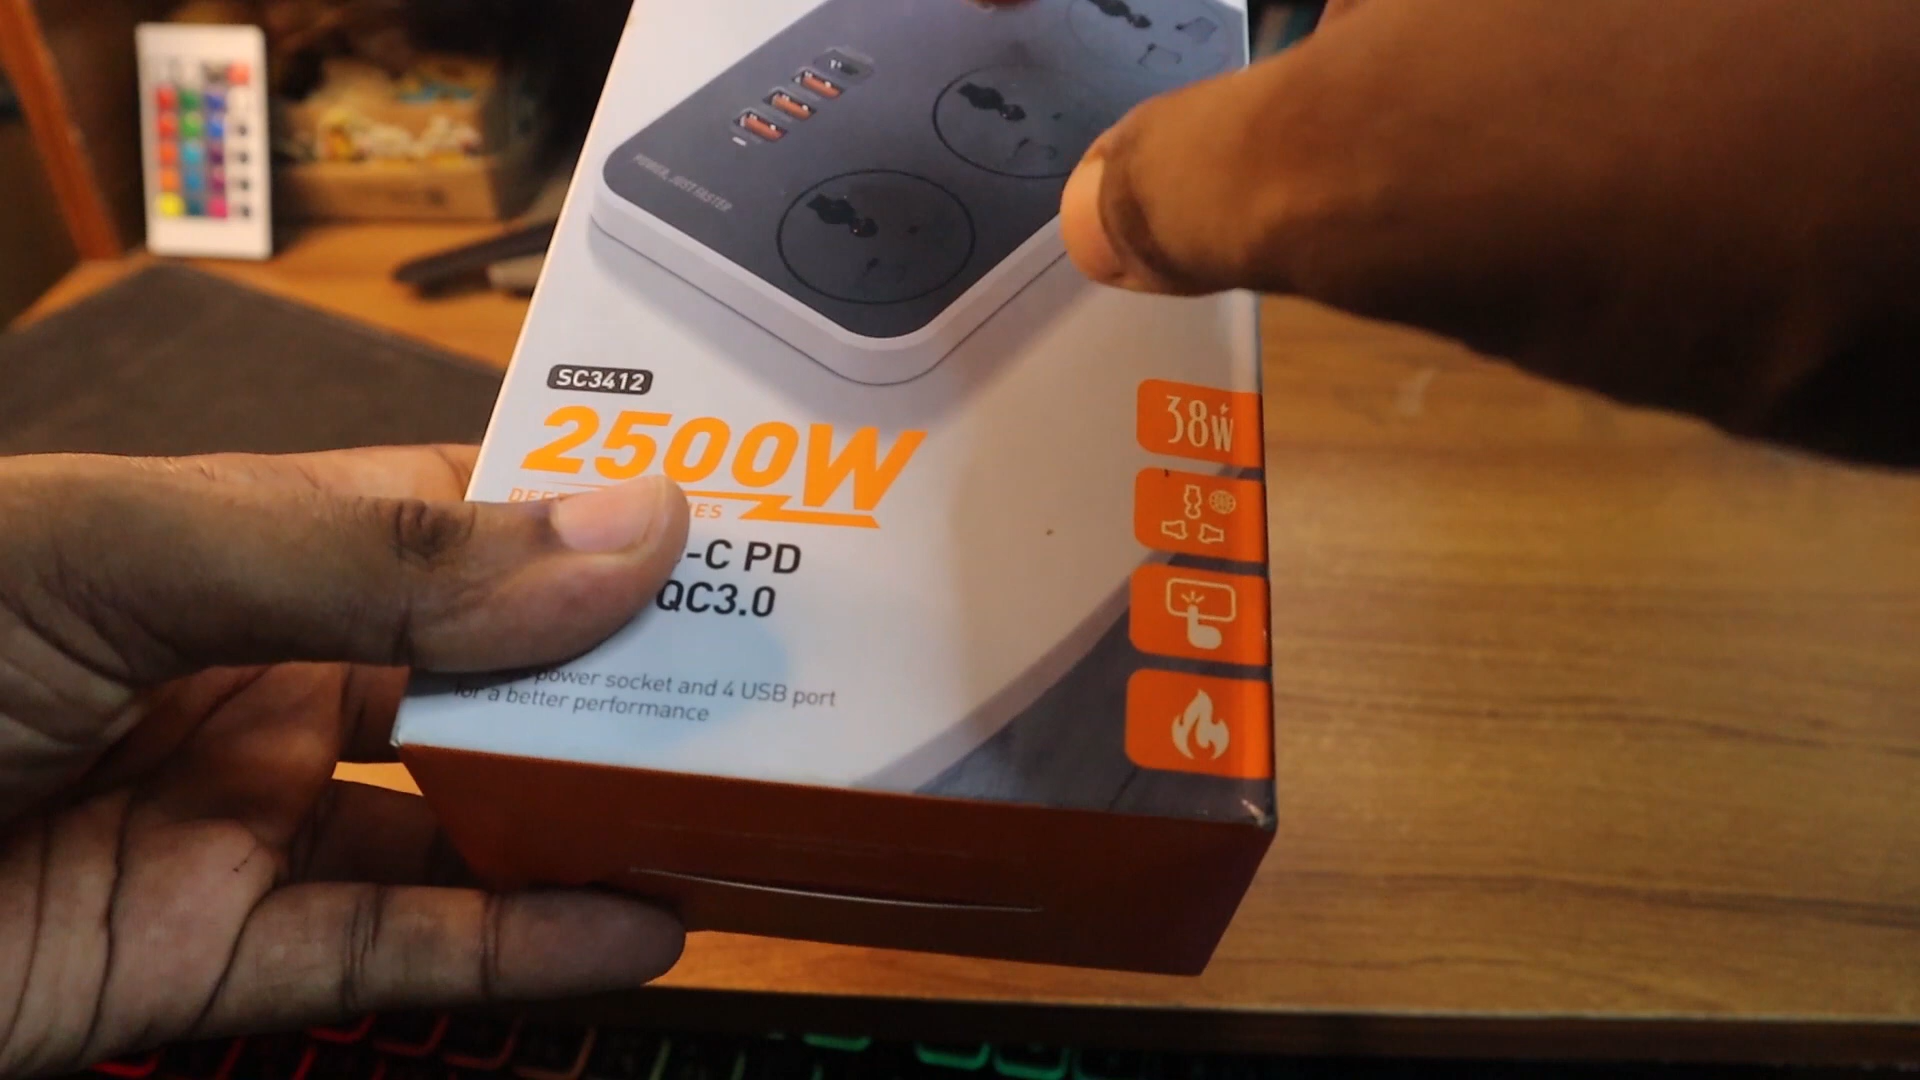 POWER, JUST FASTER
SC3412
2500W
38W
-C PD
QC3.0
power socket and 4 USB port
for a better performance